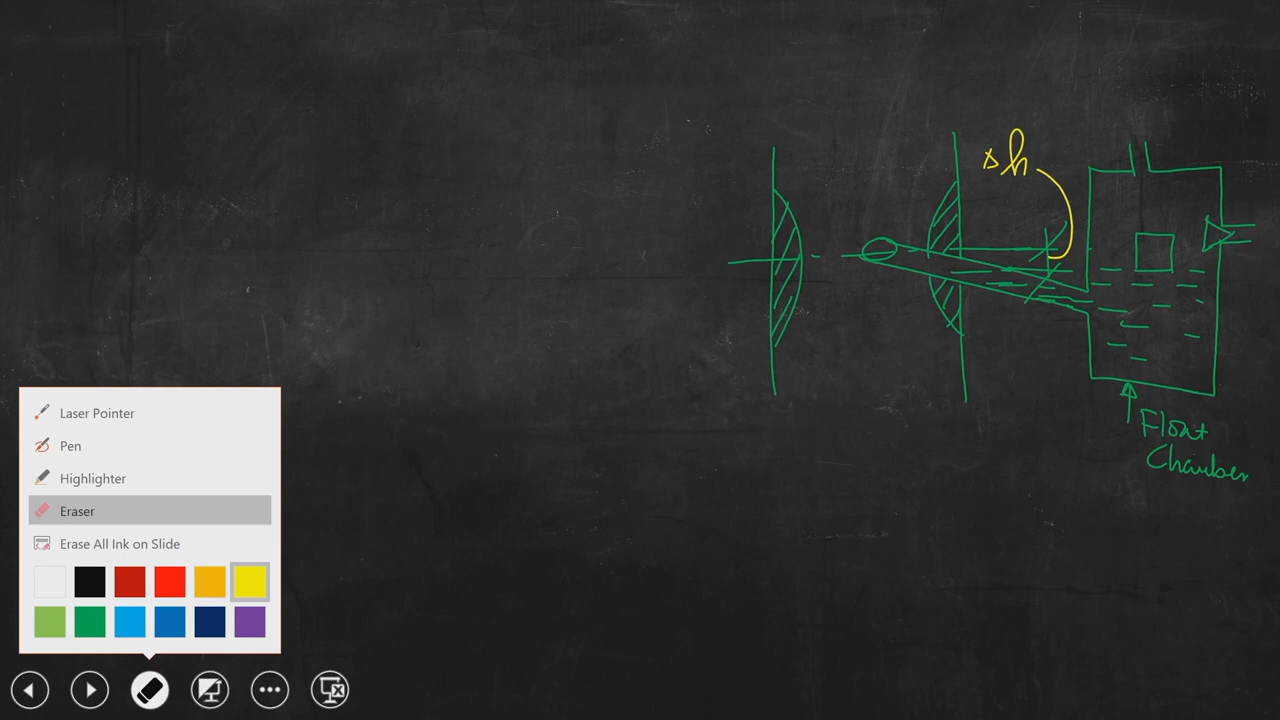 Δh
Float
Chamber
Laser Pointer
Pen
Highlighter
Eraser
Erase All Ink on Slide